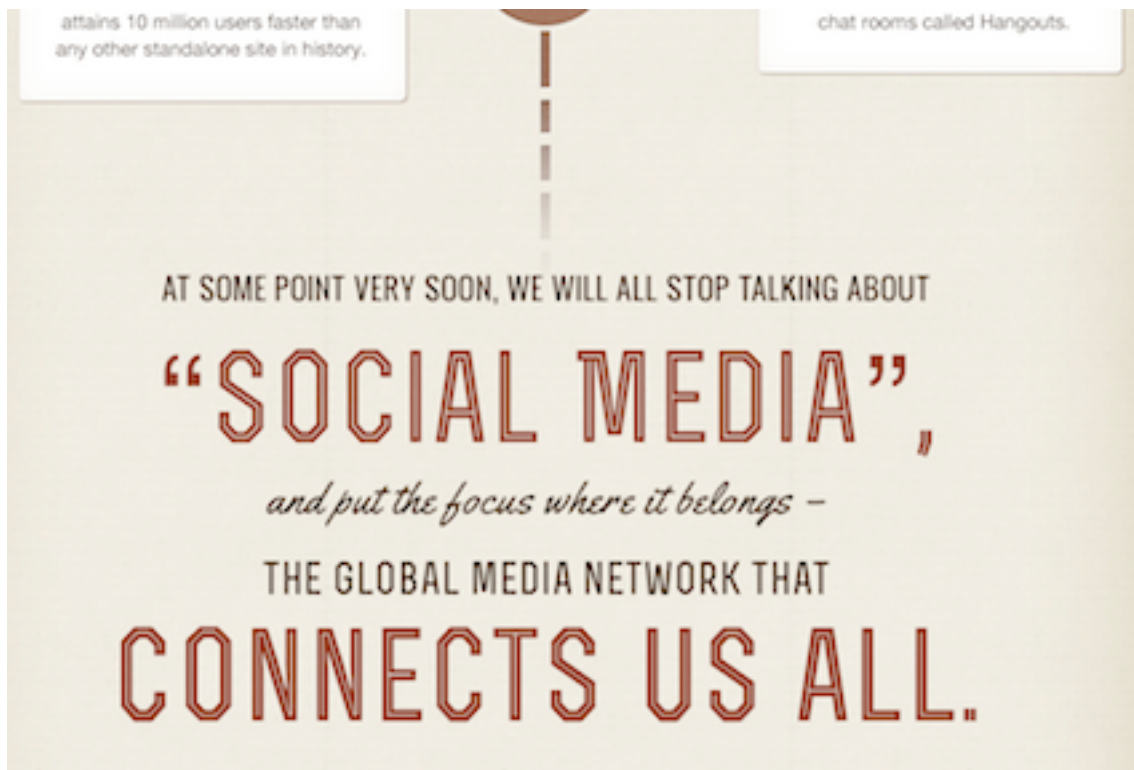 attains 10 million users faster than
any other standalone site in history.
chat rooms called Hangouts.
AT SOME POINT VERY SOON, WE WILL ALL STOP TALKING ABOUT
“SOCIAL MEDIA”,
and put the focus where it belongs –
THE GLOBAL MEDIA NETWORK THAT
CONNECTS US ALL.